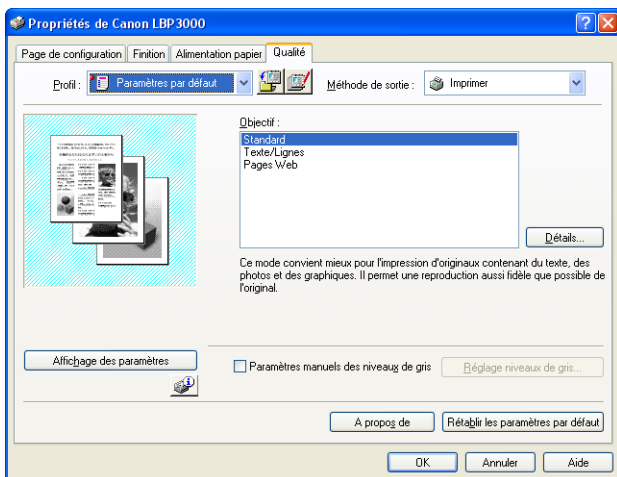 Propriétés de Canon LBP3000
Page de configuration Finition Alimentation papier Qualité
Profil : Paramètres par défaut Méthode de sortie : Imprimer
Objectif :
Standard
Texte/Lignes
Pages Web
Détails...
Ce mode convient mieux pour l'impression d'originaux contenant du texte, des
photos et des graphiques. Il permet une reproduction aussi fidèle que possible de
l'original.
Affichage des paramètres
Paramètres manuels des niveaux de gris Réglage niveaux de gris...
A propos de Rétablir les paramètres par défaut
OK Annuler Aide